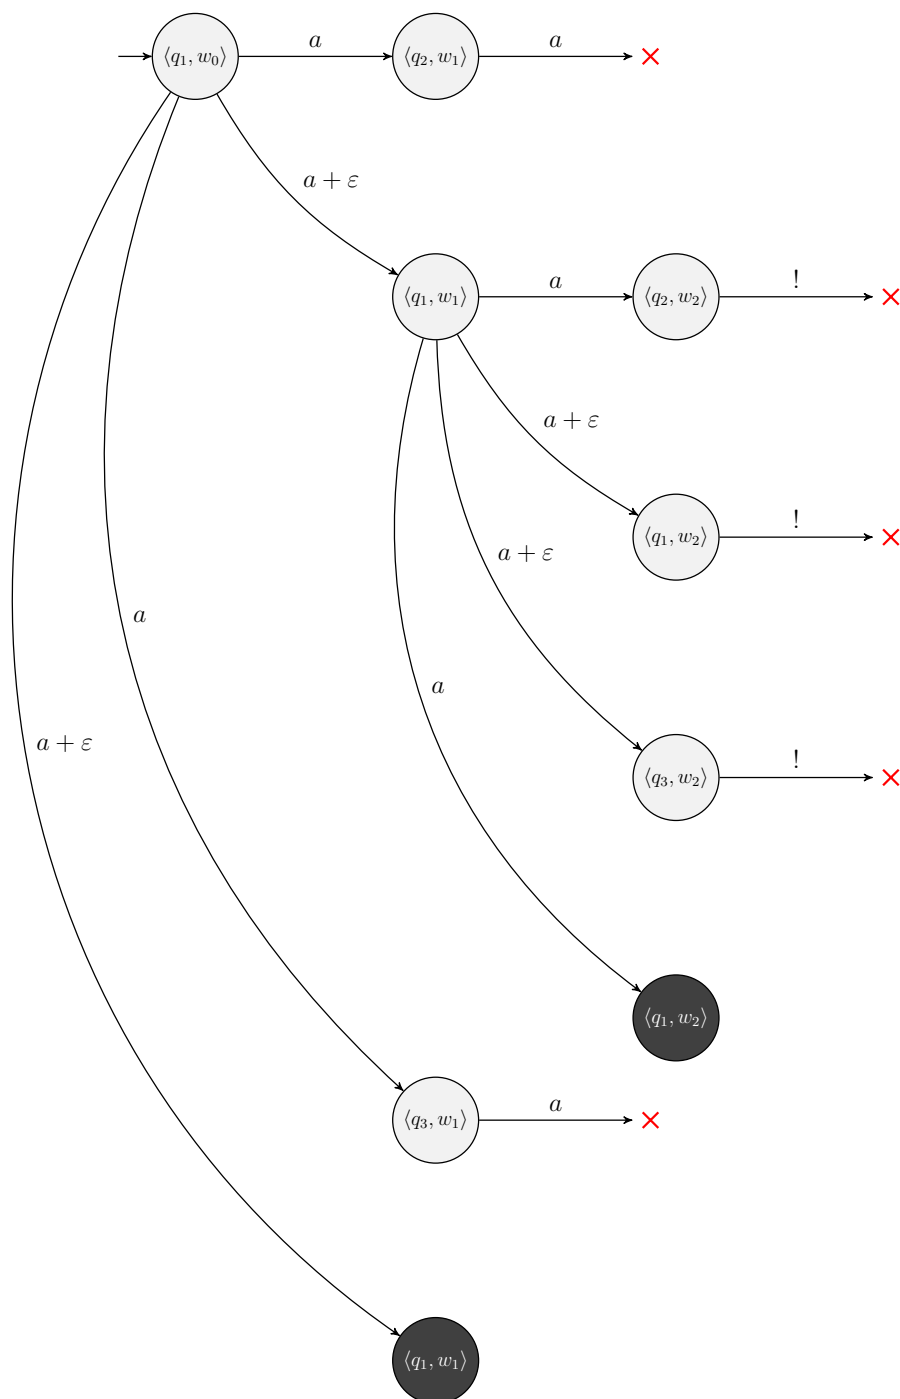 ⟨q₁, w₀⟩ a ⟨q₂, w₁⟩ a
a + ε
⟨q₁, w₁⟩ a ⟨q₂, w₂⟩ !
a + ε
⟨q₁, w₂⟩ !
a + ε
a
a
a + ε
⟨q₃, w₂⟩ !
⟨q₁, w₂⟩
⟨q₃, w₁⟩ a
⟨q₁, w₁⟩